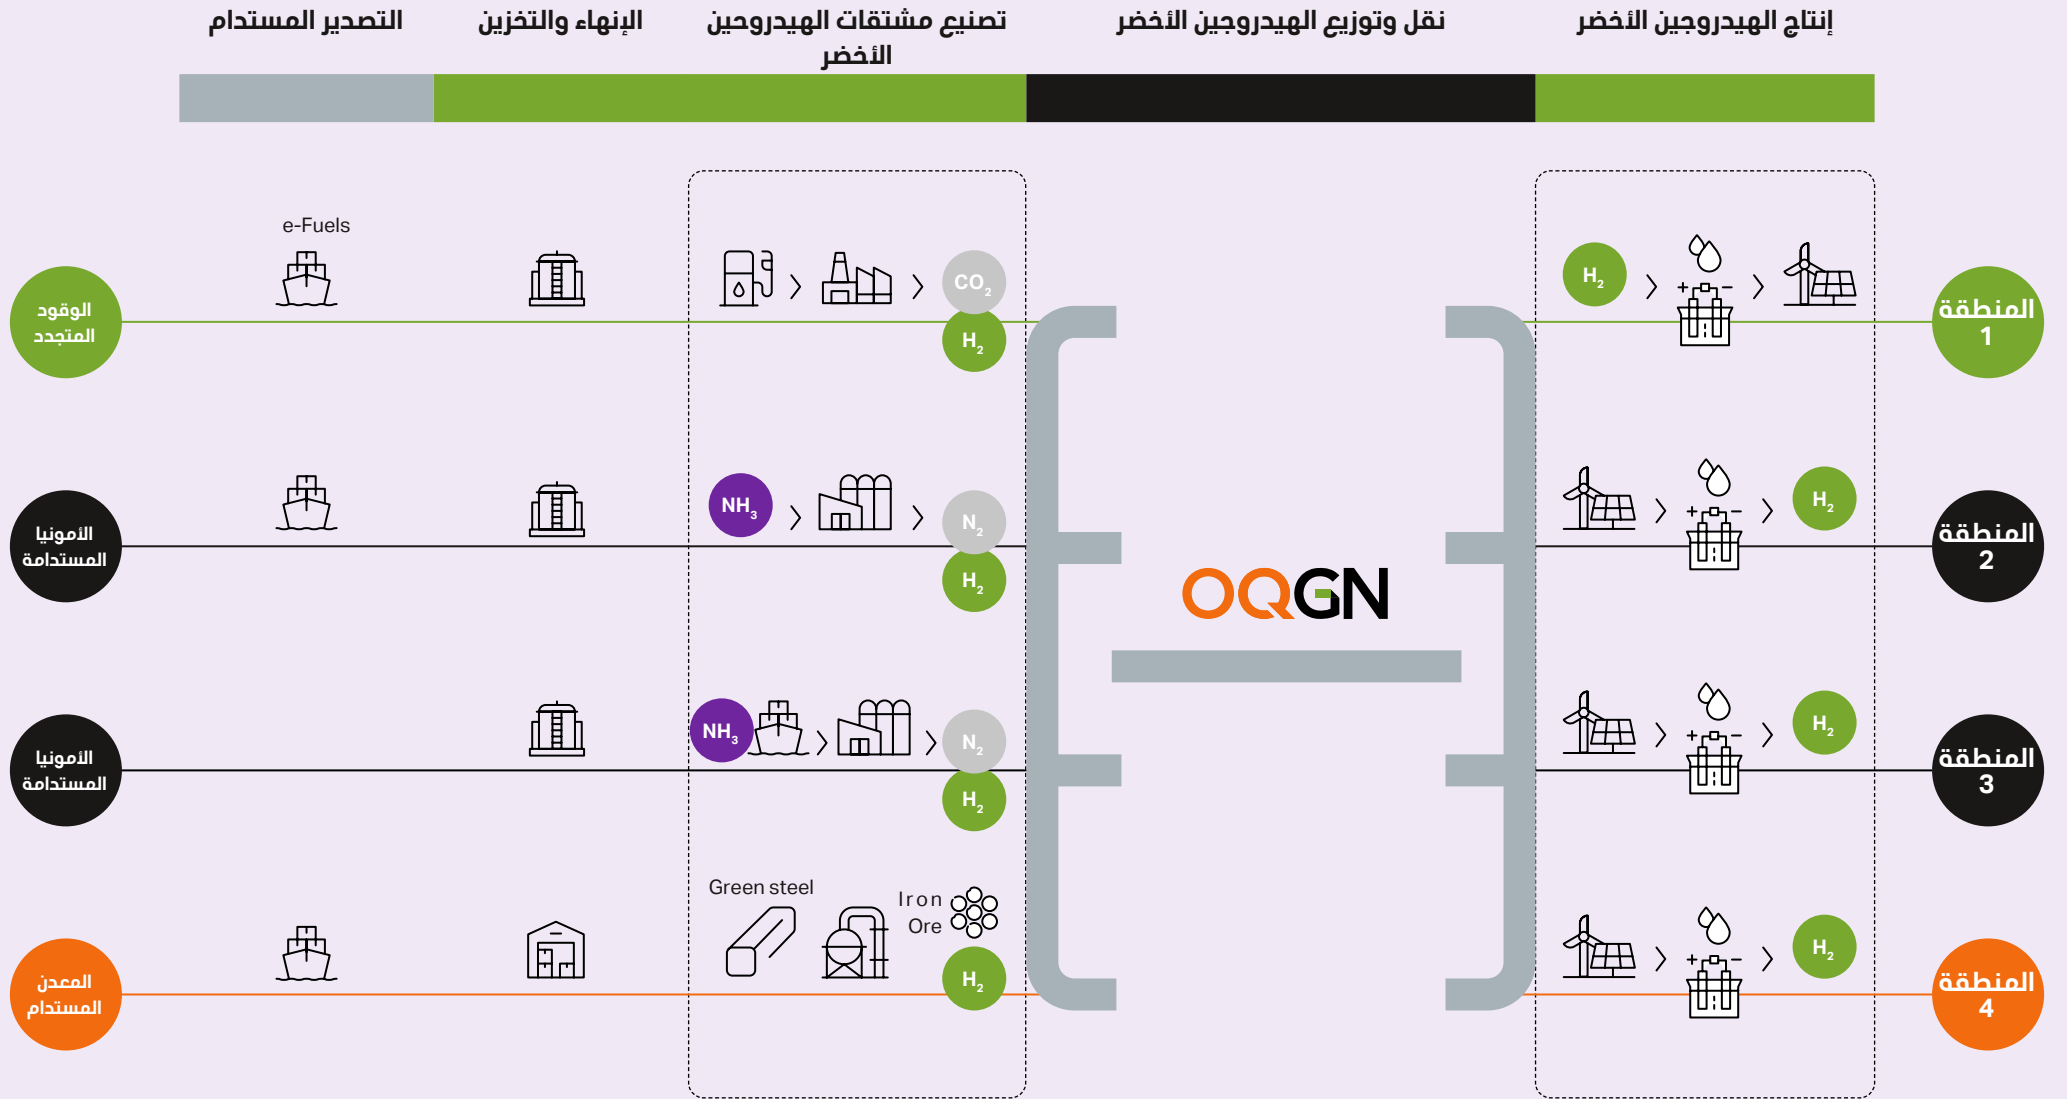 إنتاج الهيدروجين الأخضر
نقل وتوزيع الهيدروجين الأخضر
تصنيع مشتقات الهيدروجين
الأخضر
الإنهاء والتخزين
التصدير المستدام
المنطقة
1
H₂
CO₂
H₂
e-Fuels
الوقود
المتجدد
المنطقة
2
H₂
N₂
H₂
NH₃
الأمونيا
المستدامة
OQGN
المنطقة
3
H₂
N₂
H₂
NH₃
الأمونيا
المستدامة
المنطقة
4
H₂
Iron
Ore
H₂
Green steel
المعدن
المستدام